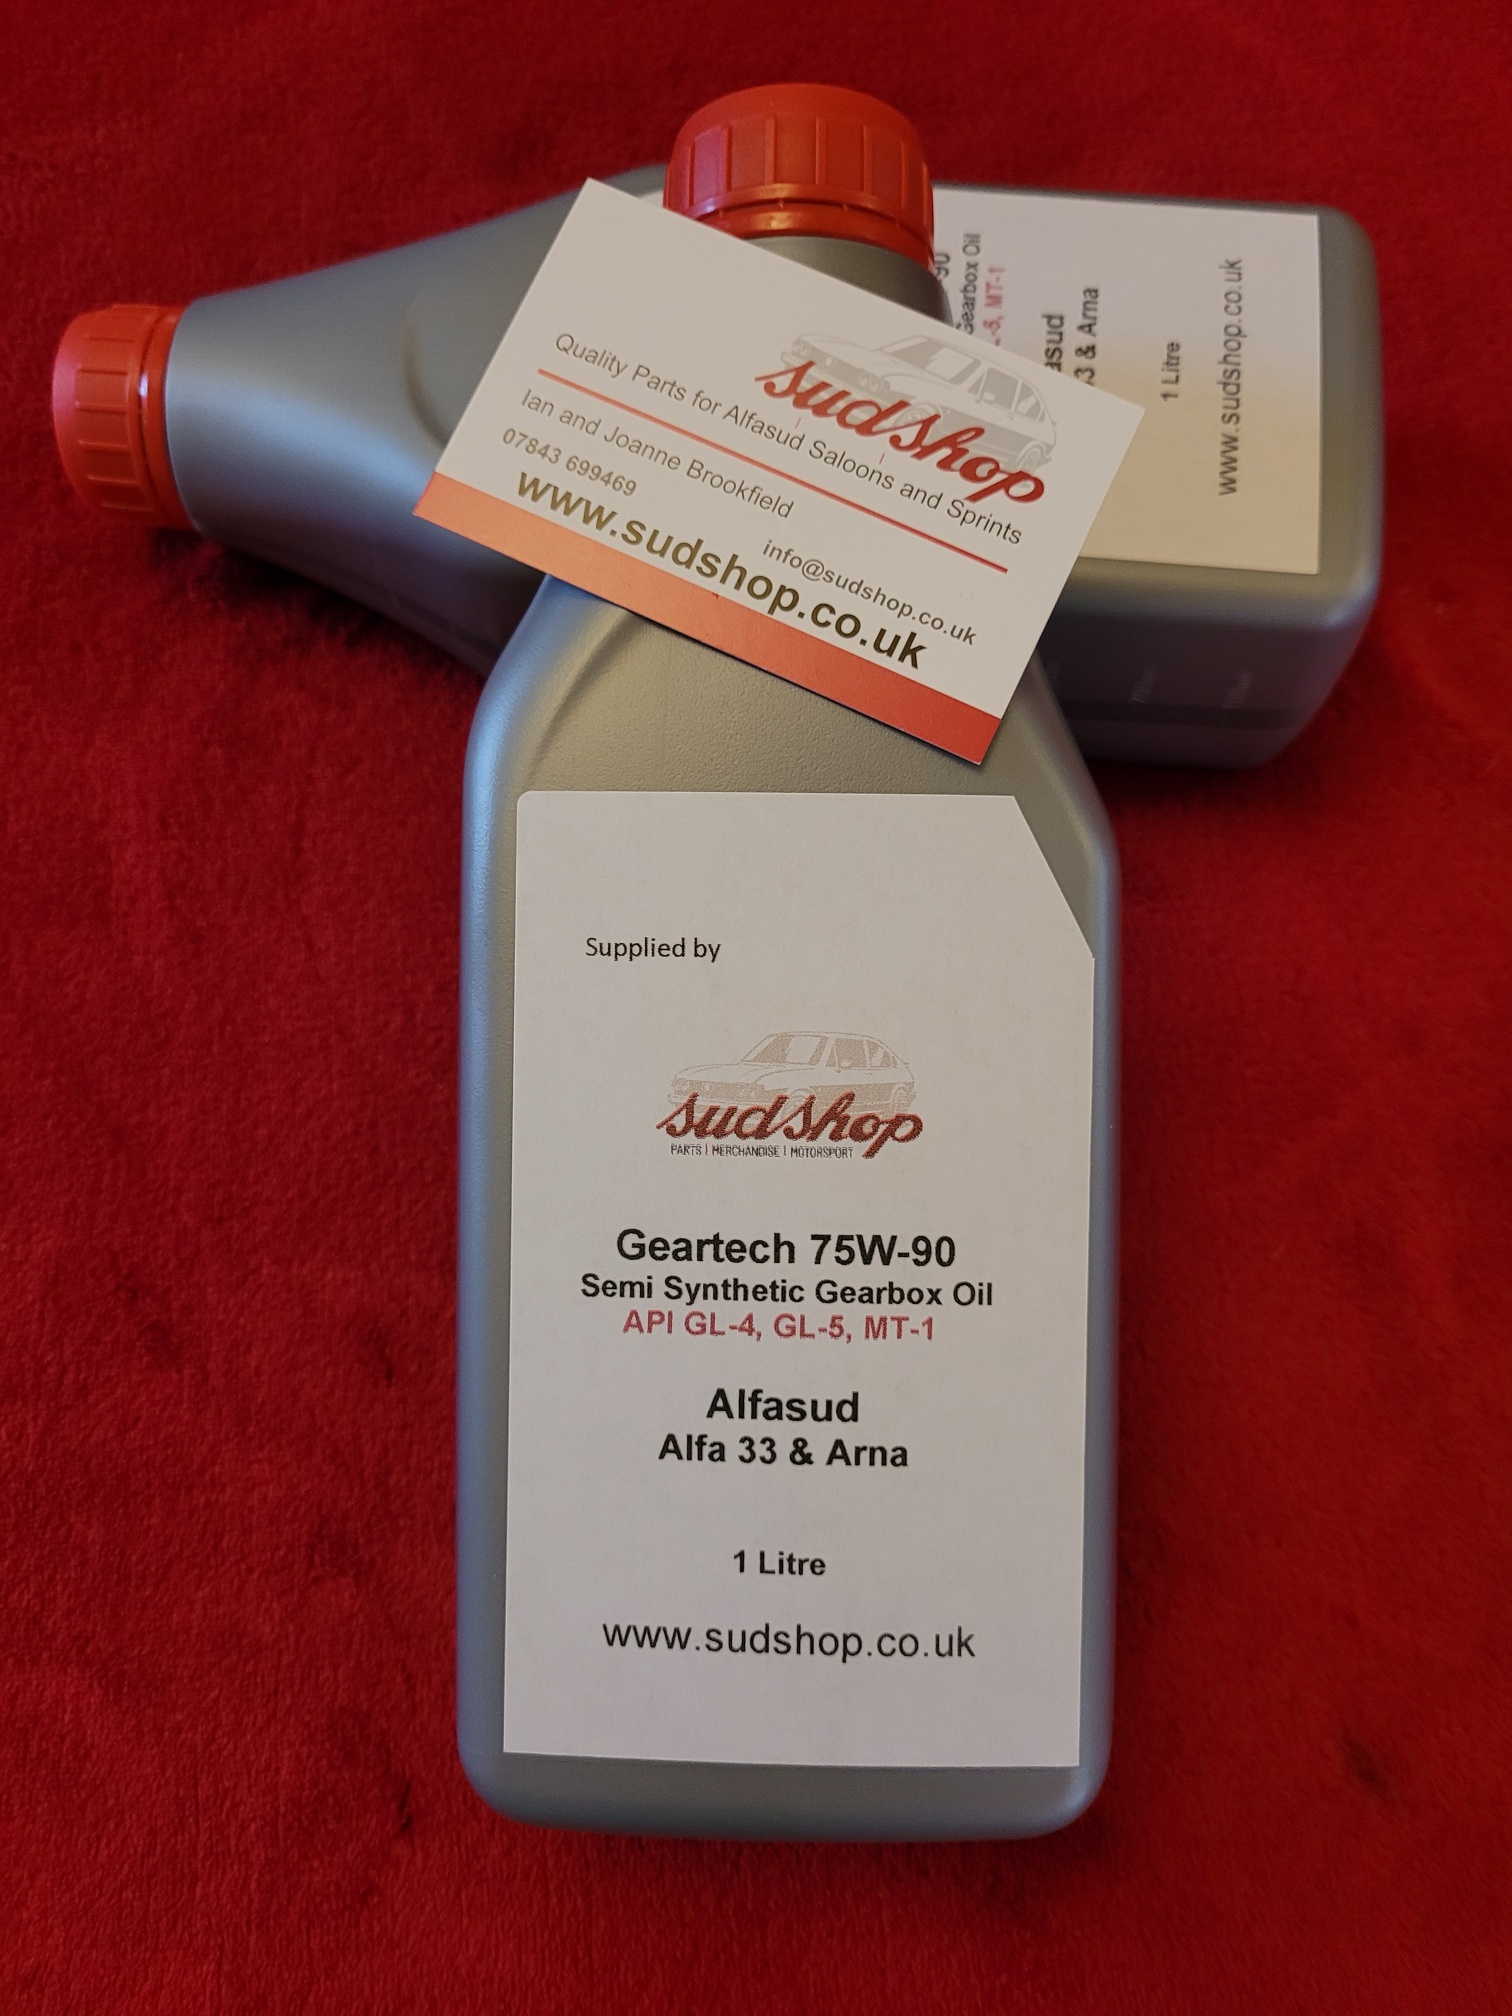 sudshop
Quality Parts for Alfasud Saloons and Sprints
Ian and Joanne Brookfield
07843 699469
info@sudshop.co.uk
www.sudshop.co.uk
Gearbox Oil
MT-1
3 & Arna
1 Litre
www.sudshop.co.uk
Supplied by
sudshop
PARTS | MERCHANDISE | MOTORSPORT
Geartech 75W-90
Semi Synthetic Gearbox Oil
API GL-4, GL-5, MT-1
Alfasud
Alfa 33 & Arna
1 Litre
www.sudshop.co.uk